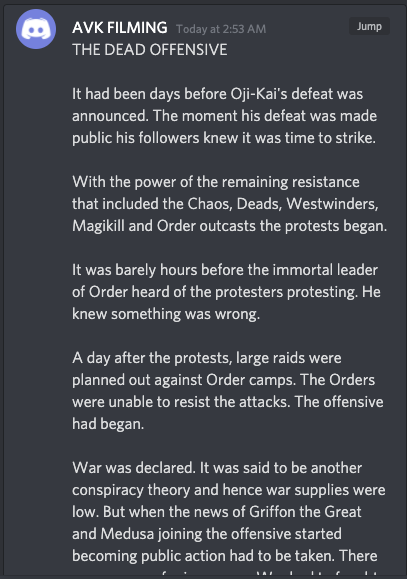 AVK FILMING Today at 2:53 AM Jump
THE DEAD OFFENSIVE
It had been days before Oji-Kai's defeat was
announced. The moment his defeat was made
public his followers knew it was time to strike.
With the power of the remaining resistance
that included the Chaos, Deads, Westwinders,
Magikill and Order outcasts the protests began.
It was barely hours before the immortal leader
of Order heard of the protesters protesting. He
knew something was wrong.
A day after the protests, large raids were
planned out against Order camps. The Orders
were unable to resist the attacks. The offensive
had began.
War was declared. It was said to be another
conspiracy theory and hence war supplies were
low. But when the news of Griffon the Great
and Medusa joining the offensive started
becoming public action had to be taken. There